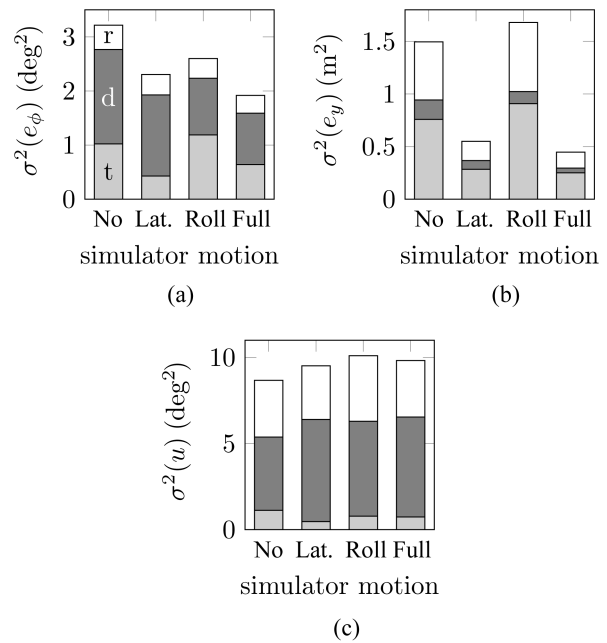 σ²(e_ϕ) (deg²)
3
2
1
0
r
d
t
No Lat. Roll Full
simulator motion
(a)
σ²(e_y) (m²)
1.5
1
0.5
0
No Lat. Roll Full
simulator motion
(b)
σ²(u) (deg²)
10
5
0
No Lat. Roll Full
simulator motion
(c)